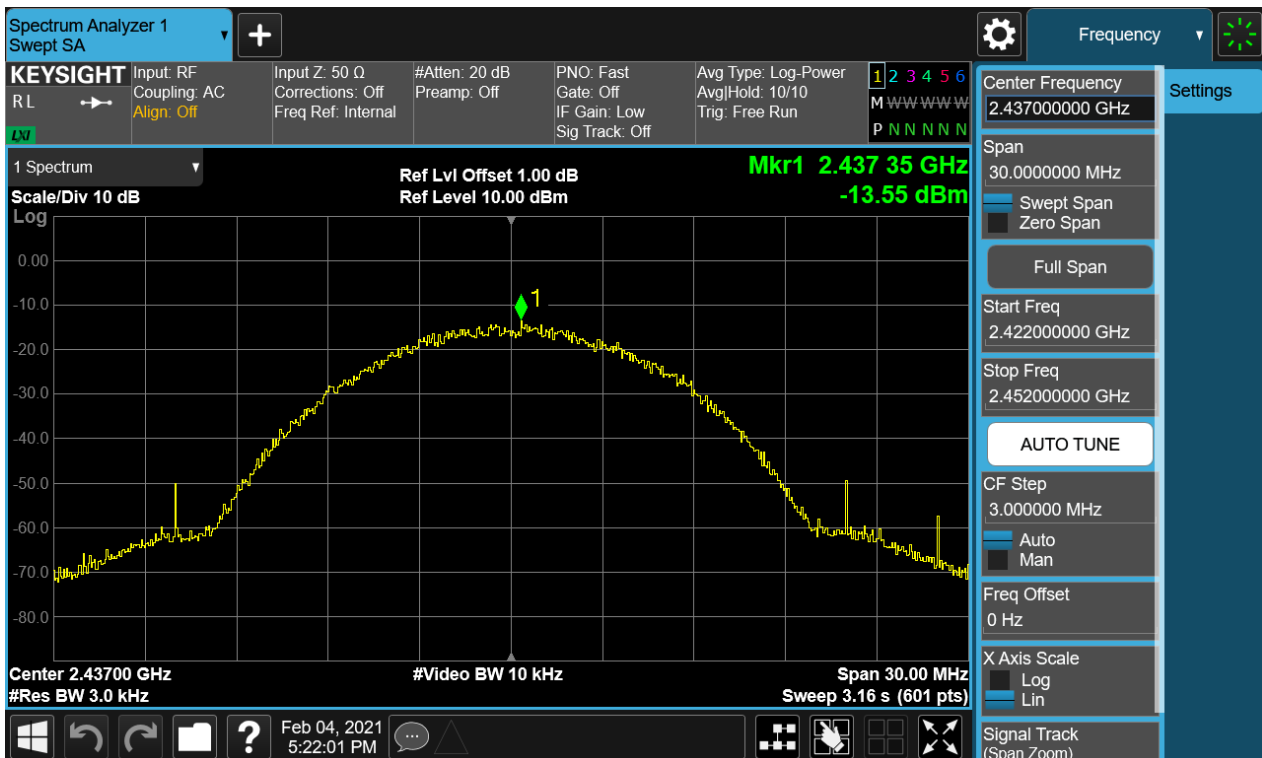 Spectrum Analyzer 1
Swept SA
+
Frequency
KEYSIGHT
RL
LXI
Input: RF
Coupling: AC
Align: Off
Input Z: 50 Ω
Corrections: Off
Freq Ref: Internal
#Atten: 20 dB
Preamp: Off
PNO: Fast
Gate: Off
IF Gain: Low
Sig Track: Off
Avg Type: Log-Power
Avg|Hold: 10/10
Trig: Free Run
1 2 3 4 5 6
M W W W W W
P N N N N N
1 Spectrum
Scale/Div 10 dB
Ref Lvl Offset 1.00 dB
Ref Level 10.00 dBm
Mkr1 2.437 35 GHz
-13.55 dBm
Log
0.00
-10.0
-20.0
-30.0
-40.0
-50.0
-60.0
-70.0
-80.0
1
Center 2.43700 GHz
#Video BW 10 kHz
Span 30.00 MHz
#Res BW 3.0 kHz
Sweep 3.16 s (601 pts)
?
Feb 04, 2021
5:22:01 PM
Center Frequency
2.437000000 GHz
Span
30.0000000 MHz
Swept Span
Zero Span
Full Span
Start Freq
2.422000000 GHz
Stop Freq
2.452000000 GHz
AUTO TUNE
CF Step
3.000000 MHz
Auto
Man
Freq Offset
0 Hz
X Axis Scale
Log
Lin
Signal Track
(Span Zoom)
Settings